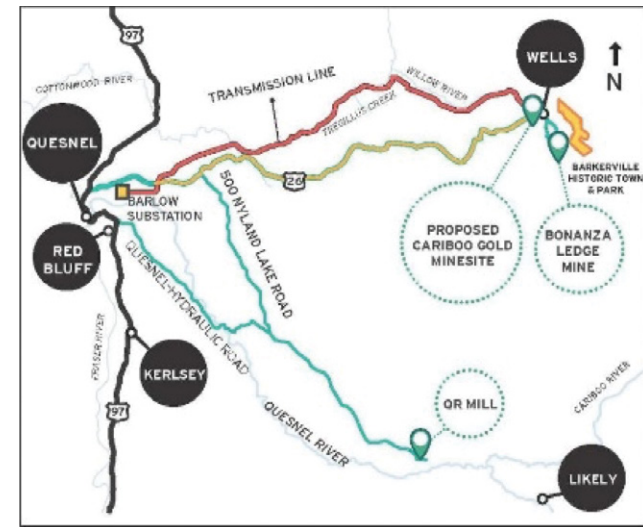 97
COTTONWOOD RIVER
QUESNEL
TRANSMISSION LINE
TREGILLUS CREEK
WILLOW RIVER
WELLS
N
BARKERVILLE
HISTORIC TOWN
& PARK
26
BARLOW
SUBSTATION
RED
BLUFF
500 NYLAND LAKE ROAD
PROPOSED
CARIBOO GOLD
MINESITE
BONANZA
LEDGE
MINE
QUESNEL-HYDRAULIC ROAD
FRASER RIVER
KERLSEY
97
QUESNEL RIVER
QR MILL
CARIBOO RIVER
LIKELY